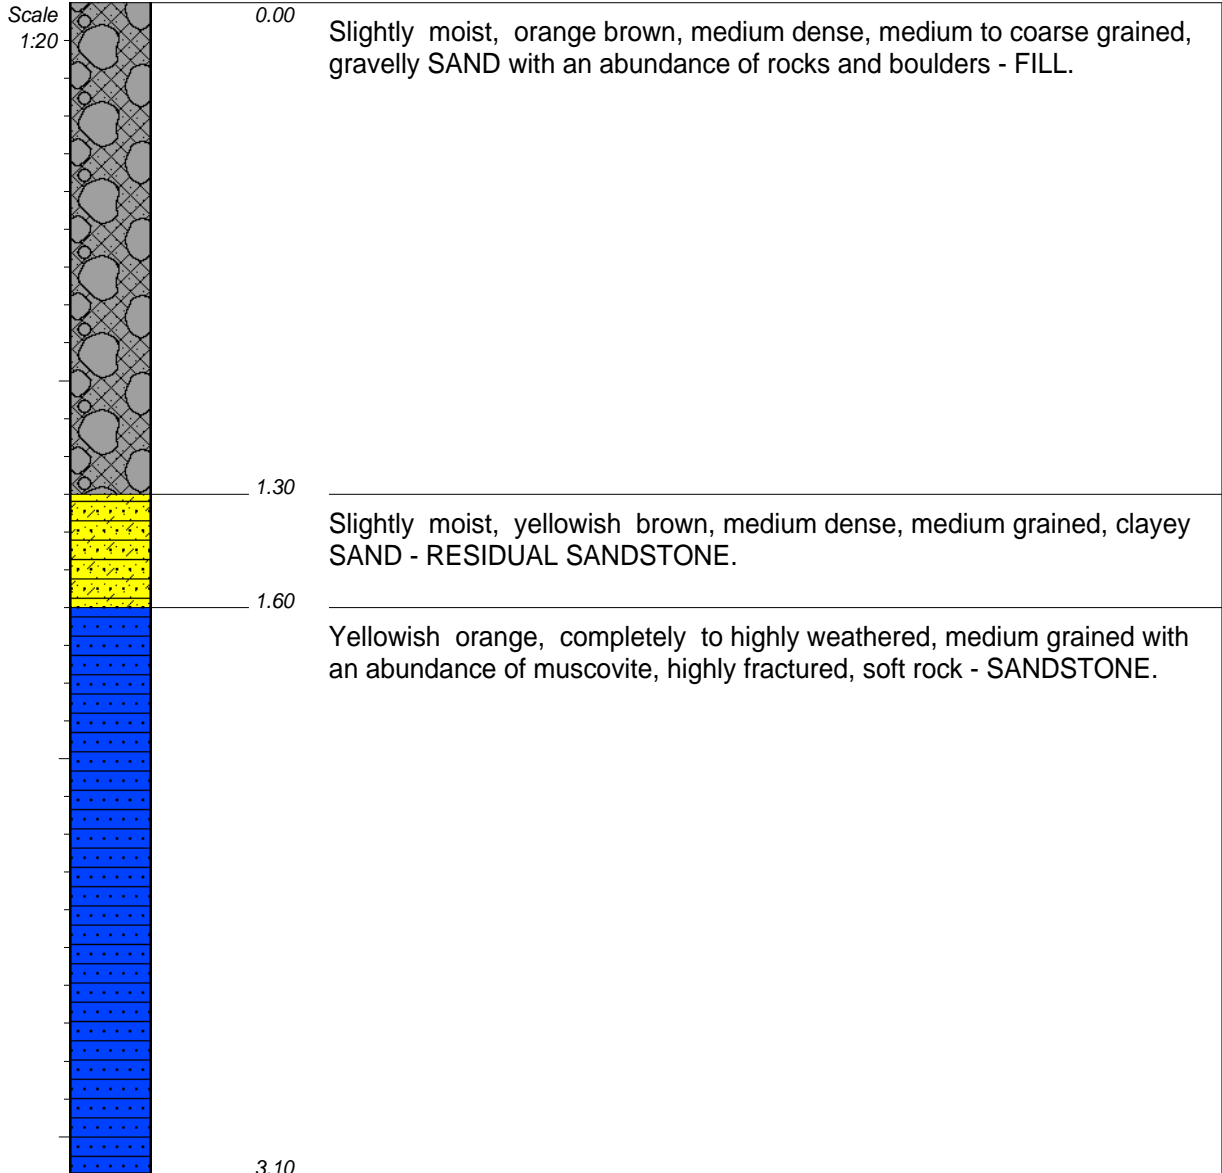 Scale
1:20
0.00
Slightly moist, orange brown, medium dense, medium to coarse grained,
gravelly SAND with an abundance of rocks and boulders - FILL.
1.30
Slightly moist, yellowish brown, medium dense, medium grained, clayey
SAND - RESIDUAL SANDSTONE.
1.60
Yellowish orange, completely to highly weathered, medium grained with
an abundance of muscovite, highly fractured, soft rock - SANDSTONE.
3.10